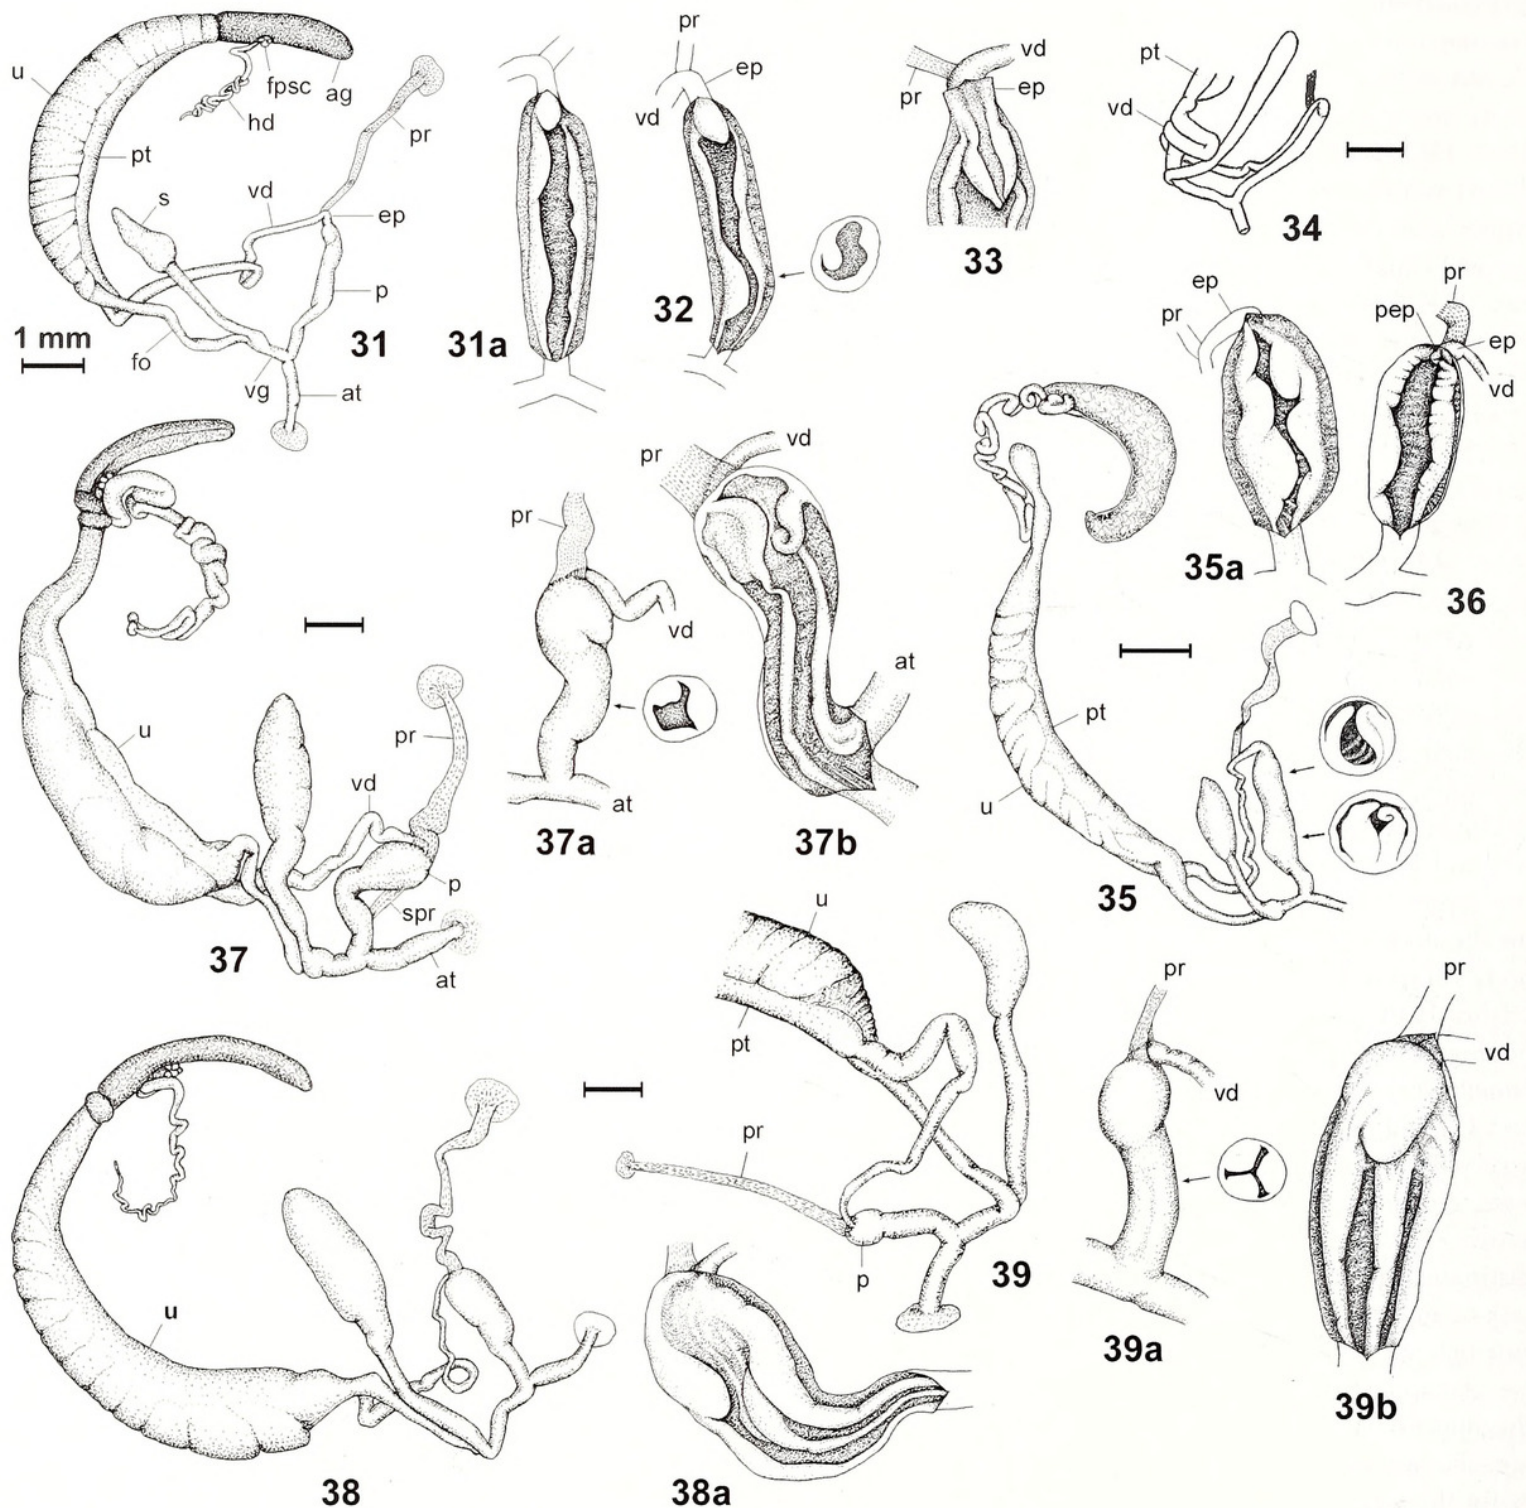 u
fpsc
ag
hd
pt
s
vd
pr
ep
p
1 mm
fo
vg
at
31
31a
pr
ep
vd
32
pr
vd
ep
33
pt
vd
34
ep
pr
35a
pr
pep
ep
vd
36
u
vd
pr
p
spr
at
37
pr
vd
at
37a
pr
vd
at
37b
pt
u
35
u
38
38a
u
pt
pr
p
39
pr
vd
39a
pr
vd
39b